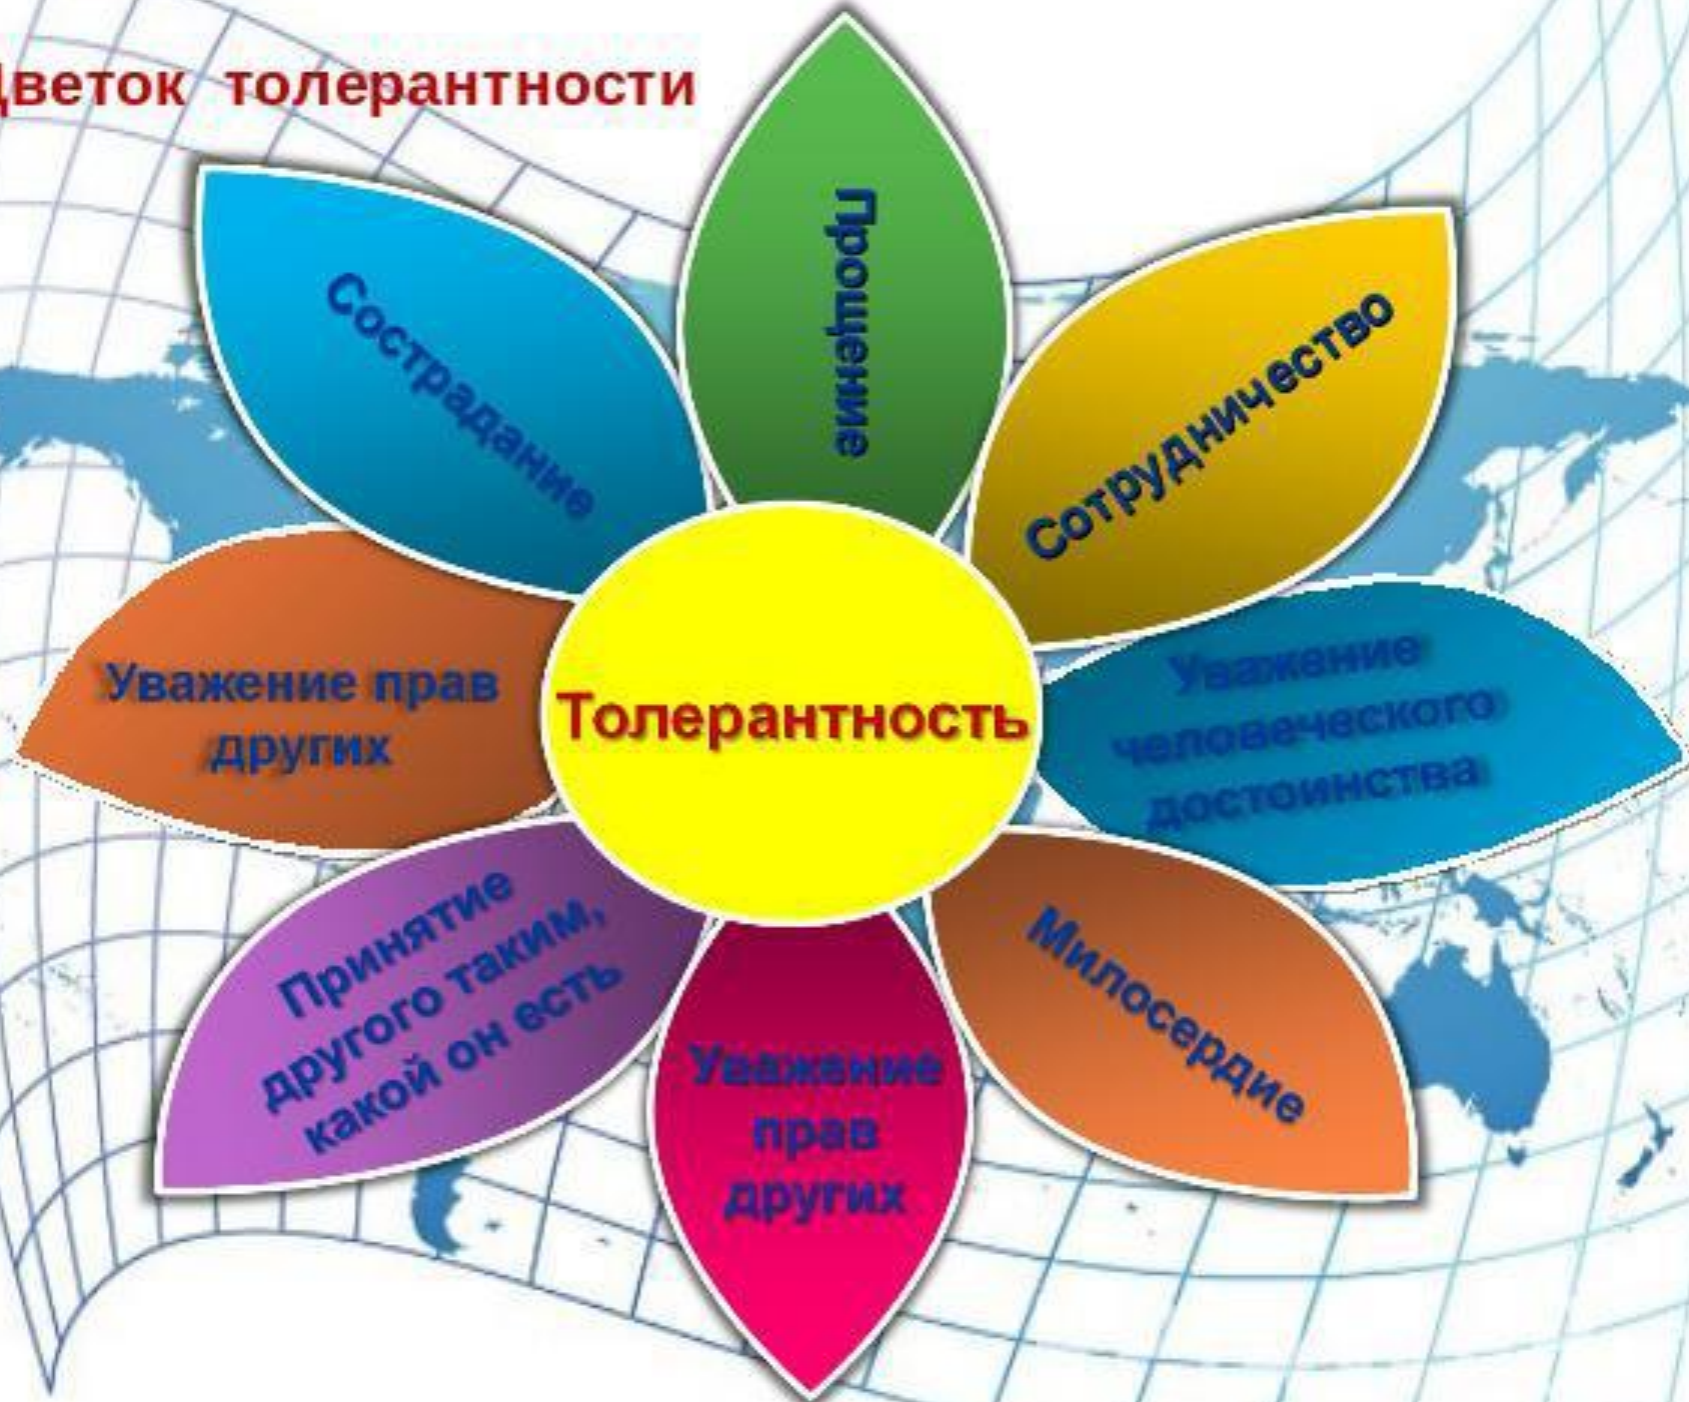 Цветок толерантности
Прощение
Сострадание
Сотрудничество
Уважение прав
других
Толерантность
Уважение
человеческого
достоинства
Принятие
другого таким,
какой он есть
Уважение
прав
других
Милосердие